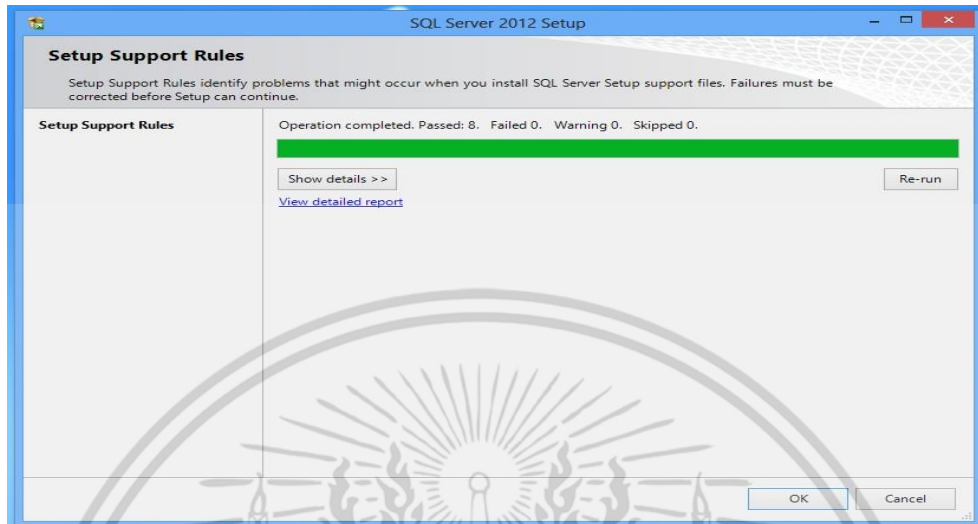 SQL Server 2012 Setup
Setup Support Rules
Setup Support Rules identify problems that might occur when you install SQL Server Setup support files. Failures must be
corrected before Setup can continue.
Setup Support Rules
Operation completed. Passed: 8. Failed 0. Warning 0. Skipped 0.
Show details >>
Re-run
View detailed report
OK
Cancel